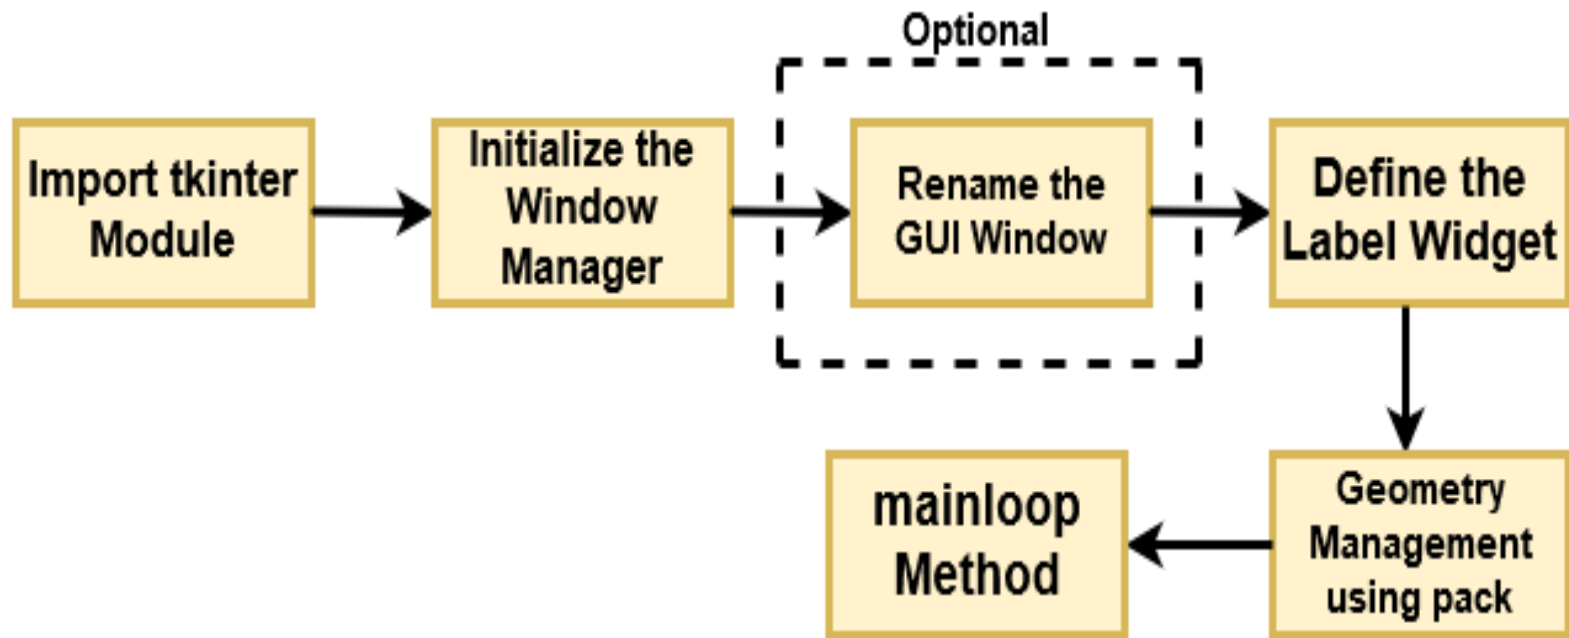 Optional
Import tkinter
Module
Initialize the
Window
Manager
Rename the
GUI Window
Define the
Label Widget
Geometry
Management
using pack
mainloop
Method